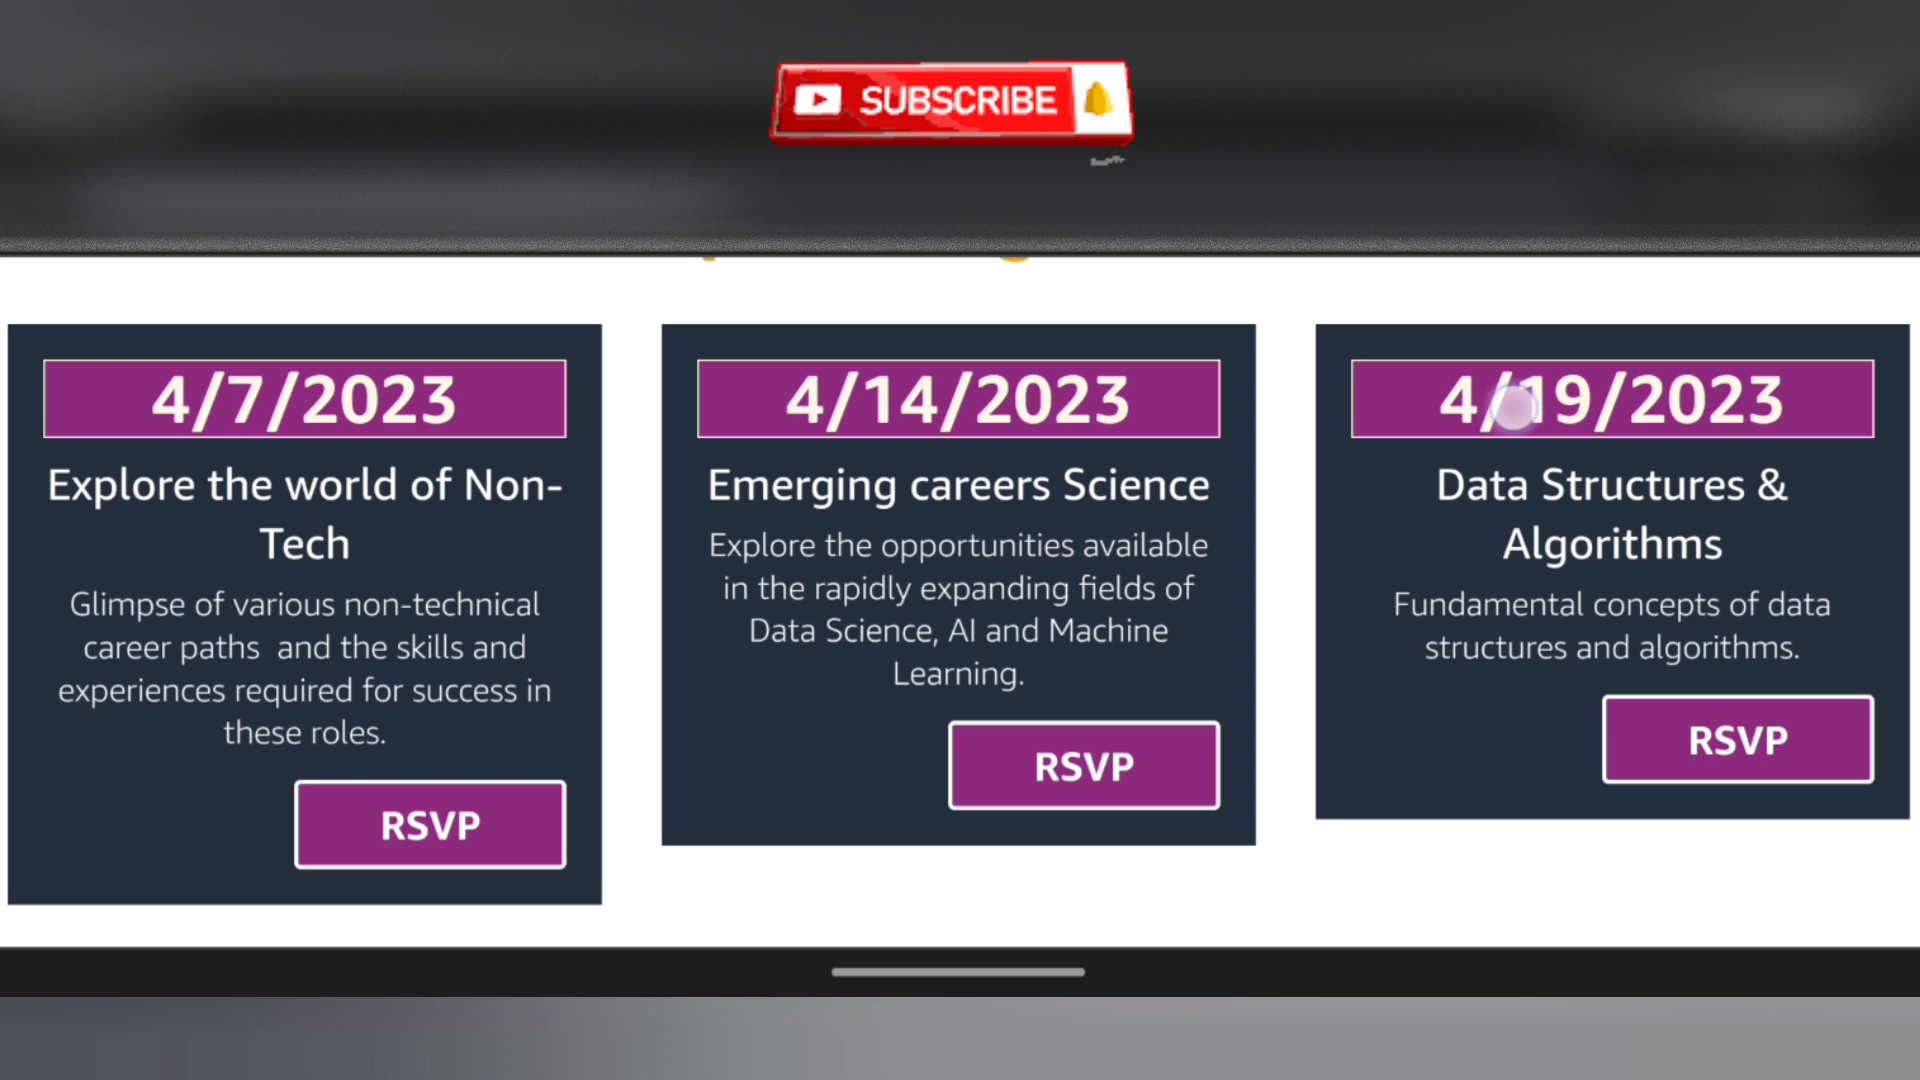 SUBSCRIBE
4/7/2023
Explore the world of Non-
Tech
Glimpse of various non-technical
career paths and the skills and
experiences required for success in
these roles.
RSVP
4/14/2023
Emerging careers Science
Explore the opportunities available
in the rapidly expanding fields of
Data Science, AI and Machine
Learning.
RSVP
4/19/2023
Data Structures &
Algorithms
Fundamental concepts of data
structures and algorithms.
RSVP